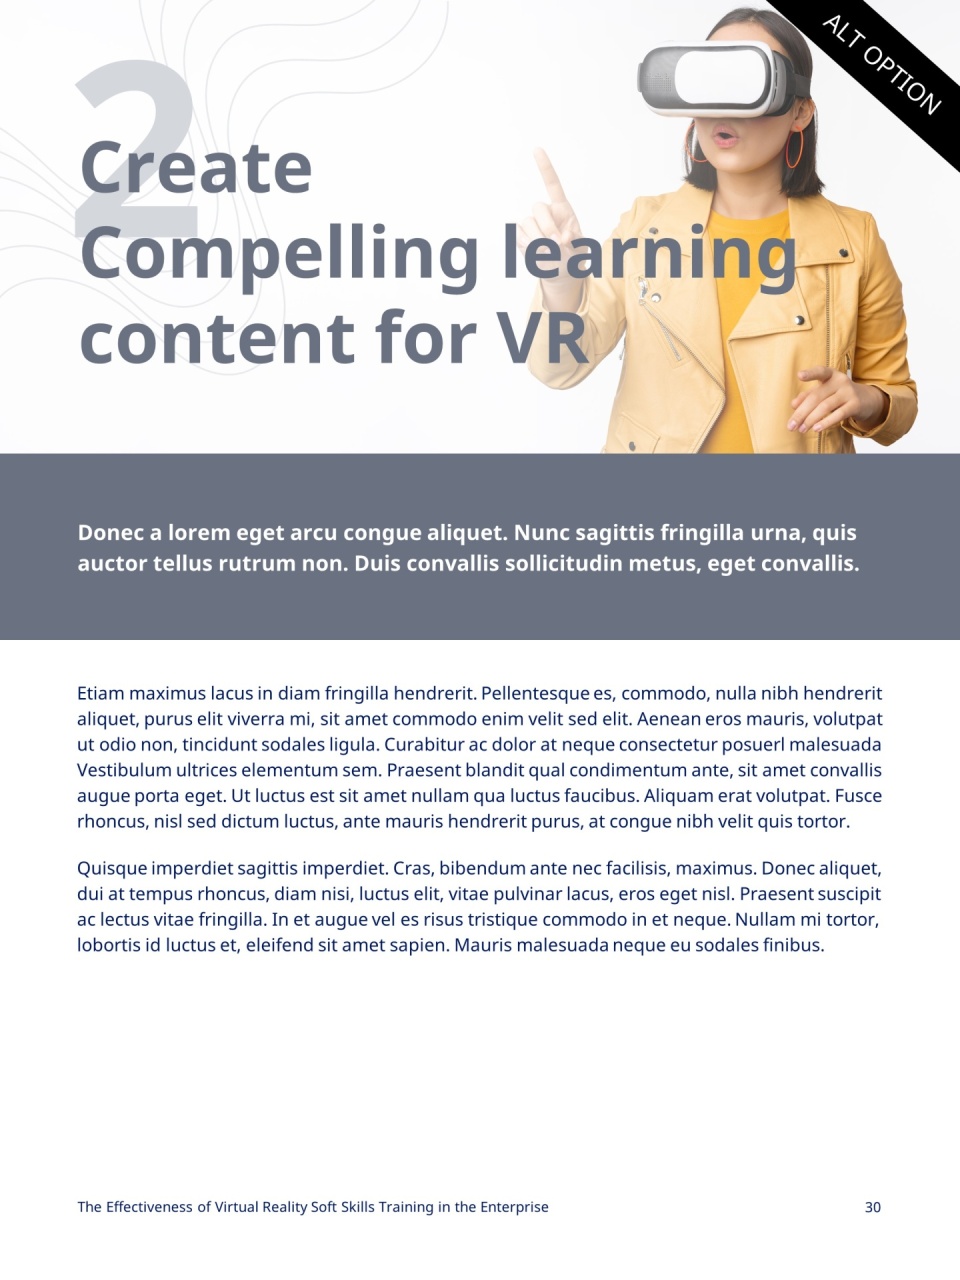 ALT OPTION
2
Create
Compelling learning
content for VR
Donec a lorem eget arcu congue aliquet. Nunc sagittis fringilla urna, quis
auctor tellus rutrum non. Duis convallis sollicitudin metus, eget convallis.
Etiam maximus lacus in diam fringilla hendrerit. Pellentesque es, commodo, nulla nibh hendrerit
aliquet, purus elit viverra mi, sit amet commodo enim velit sed elit. Aenean eros mauris, volutpat
ut odio non, tincidunt sodales ligula. Curabitur ac dolor at neque consectetur posuerl malesuada
Vestibulum ultrices elementum sem. Praesent blandit qual condimentum ante, sit amet convallis
augue porta eget. Ut luctus est sit amet nullam qua luctus faucibus. Aliquam erat volutpat. Fusce
rhoncus, nisl sed dictum luctus, ante mauris hendrerit purus, at congue nibh velit quis tortor.
Quisque imperdiet sagittis imperdiet. Cras, bibendum ante nec facilisis, maximus. Donec aliquet,
dui at tempus rhoncus, diam nisi, luctus elit, vitae pulvinar lacus, eros eget nisl. Praesent suscipit
ac lectus vitae fringilla. In et augue vel es risus tristique commodo in et neque. Nullam mi tortor,
lobortis id luctus et, eleifend sit amet sapien. Mauris malesuada neque eu sodales finibus.
The Effectiveness of Virtual Reality Soft Skills Training in the Enterprise
30